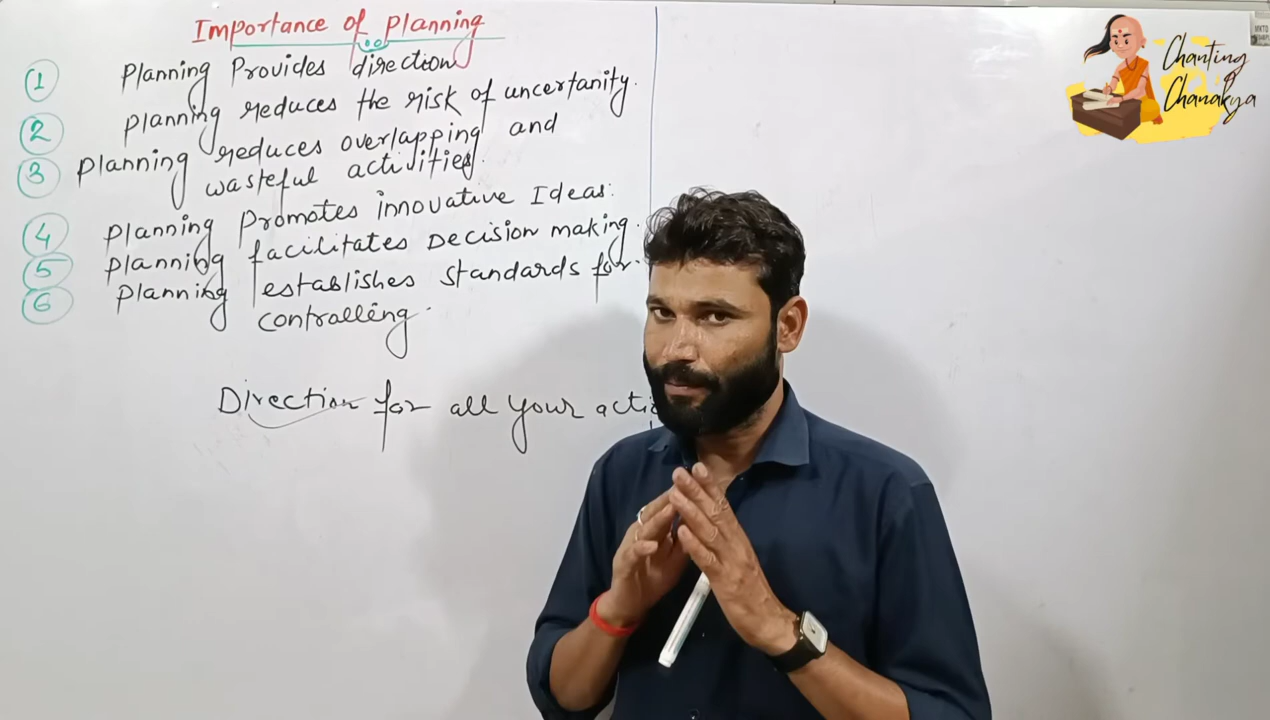 Importance of Planning
1 Planning Provides direction
2 Planning reduces the risk of uncertanity.
3 Planning reduces overlapping and
wasteful activities.
4 Planning Promotes innovative Ideas.
5 Planning facilitates Decision making.
6 Planning establishes standards for
contralling.
Direction for all your
Chanting
Chanakya